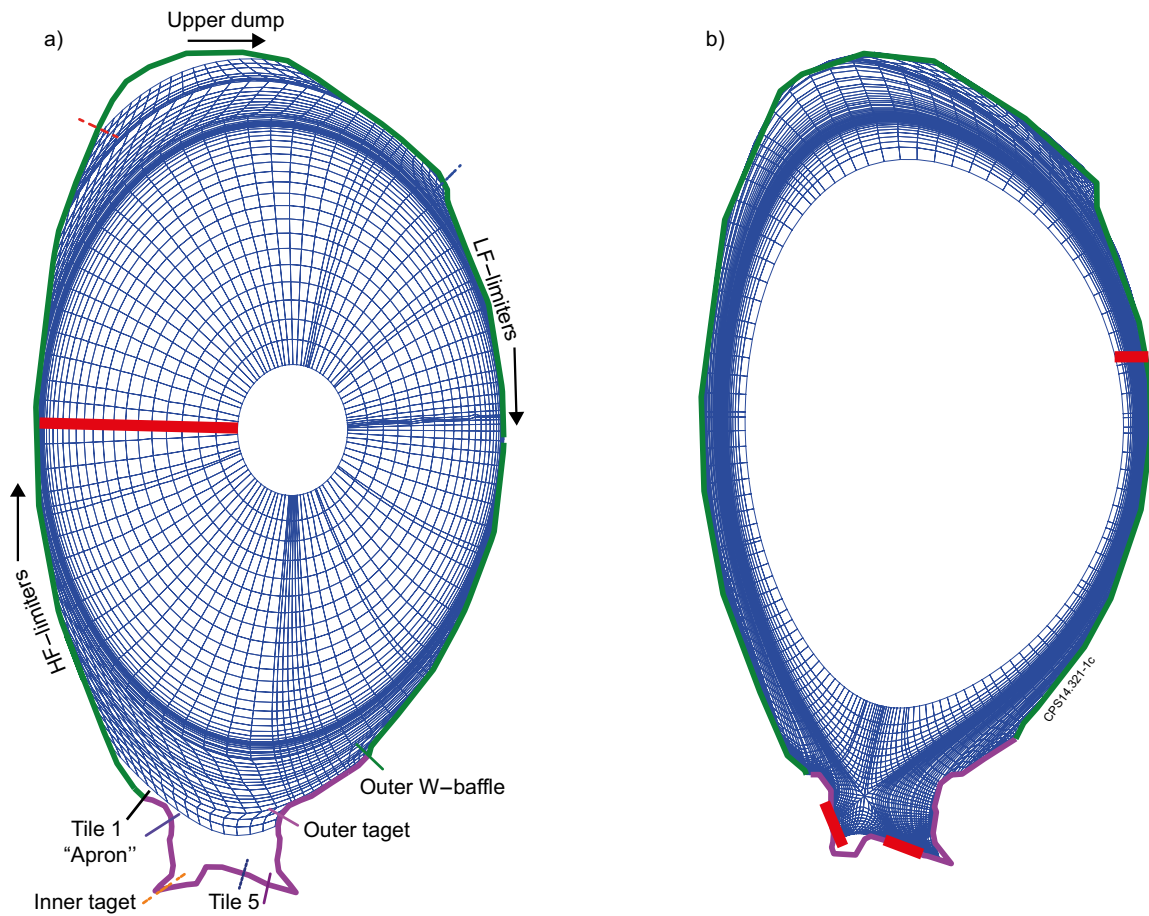 Upper dump
a)
b)
LF–limiters
HF–limiters
CPS14.321-1c
Outer W–baffle
Tile 1
“Apron’’
Outer taget
Inner taget
Tile 5